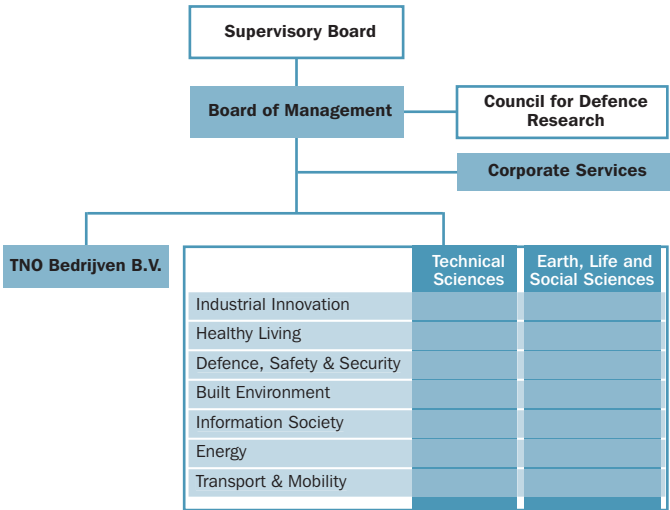 Supervisory Board
Board of Management
Council for Defence
Research
Corporate Services
TNO Bedrijven B.V.
Technical
Sciences
Earth, Life and
Social Sciences
Industrial Innovation
Healthy Living
Defence, Safety & Security
Built Environment
Information Society
Energy
Transport & Mobility